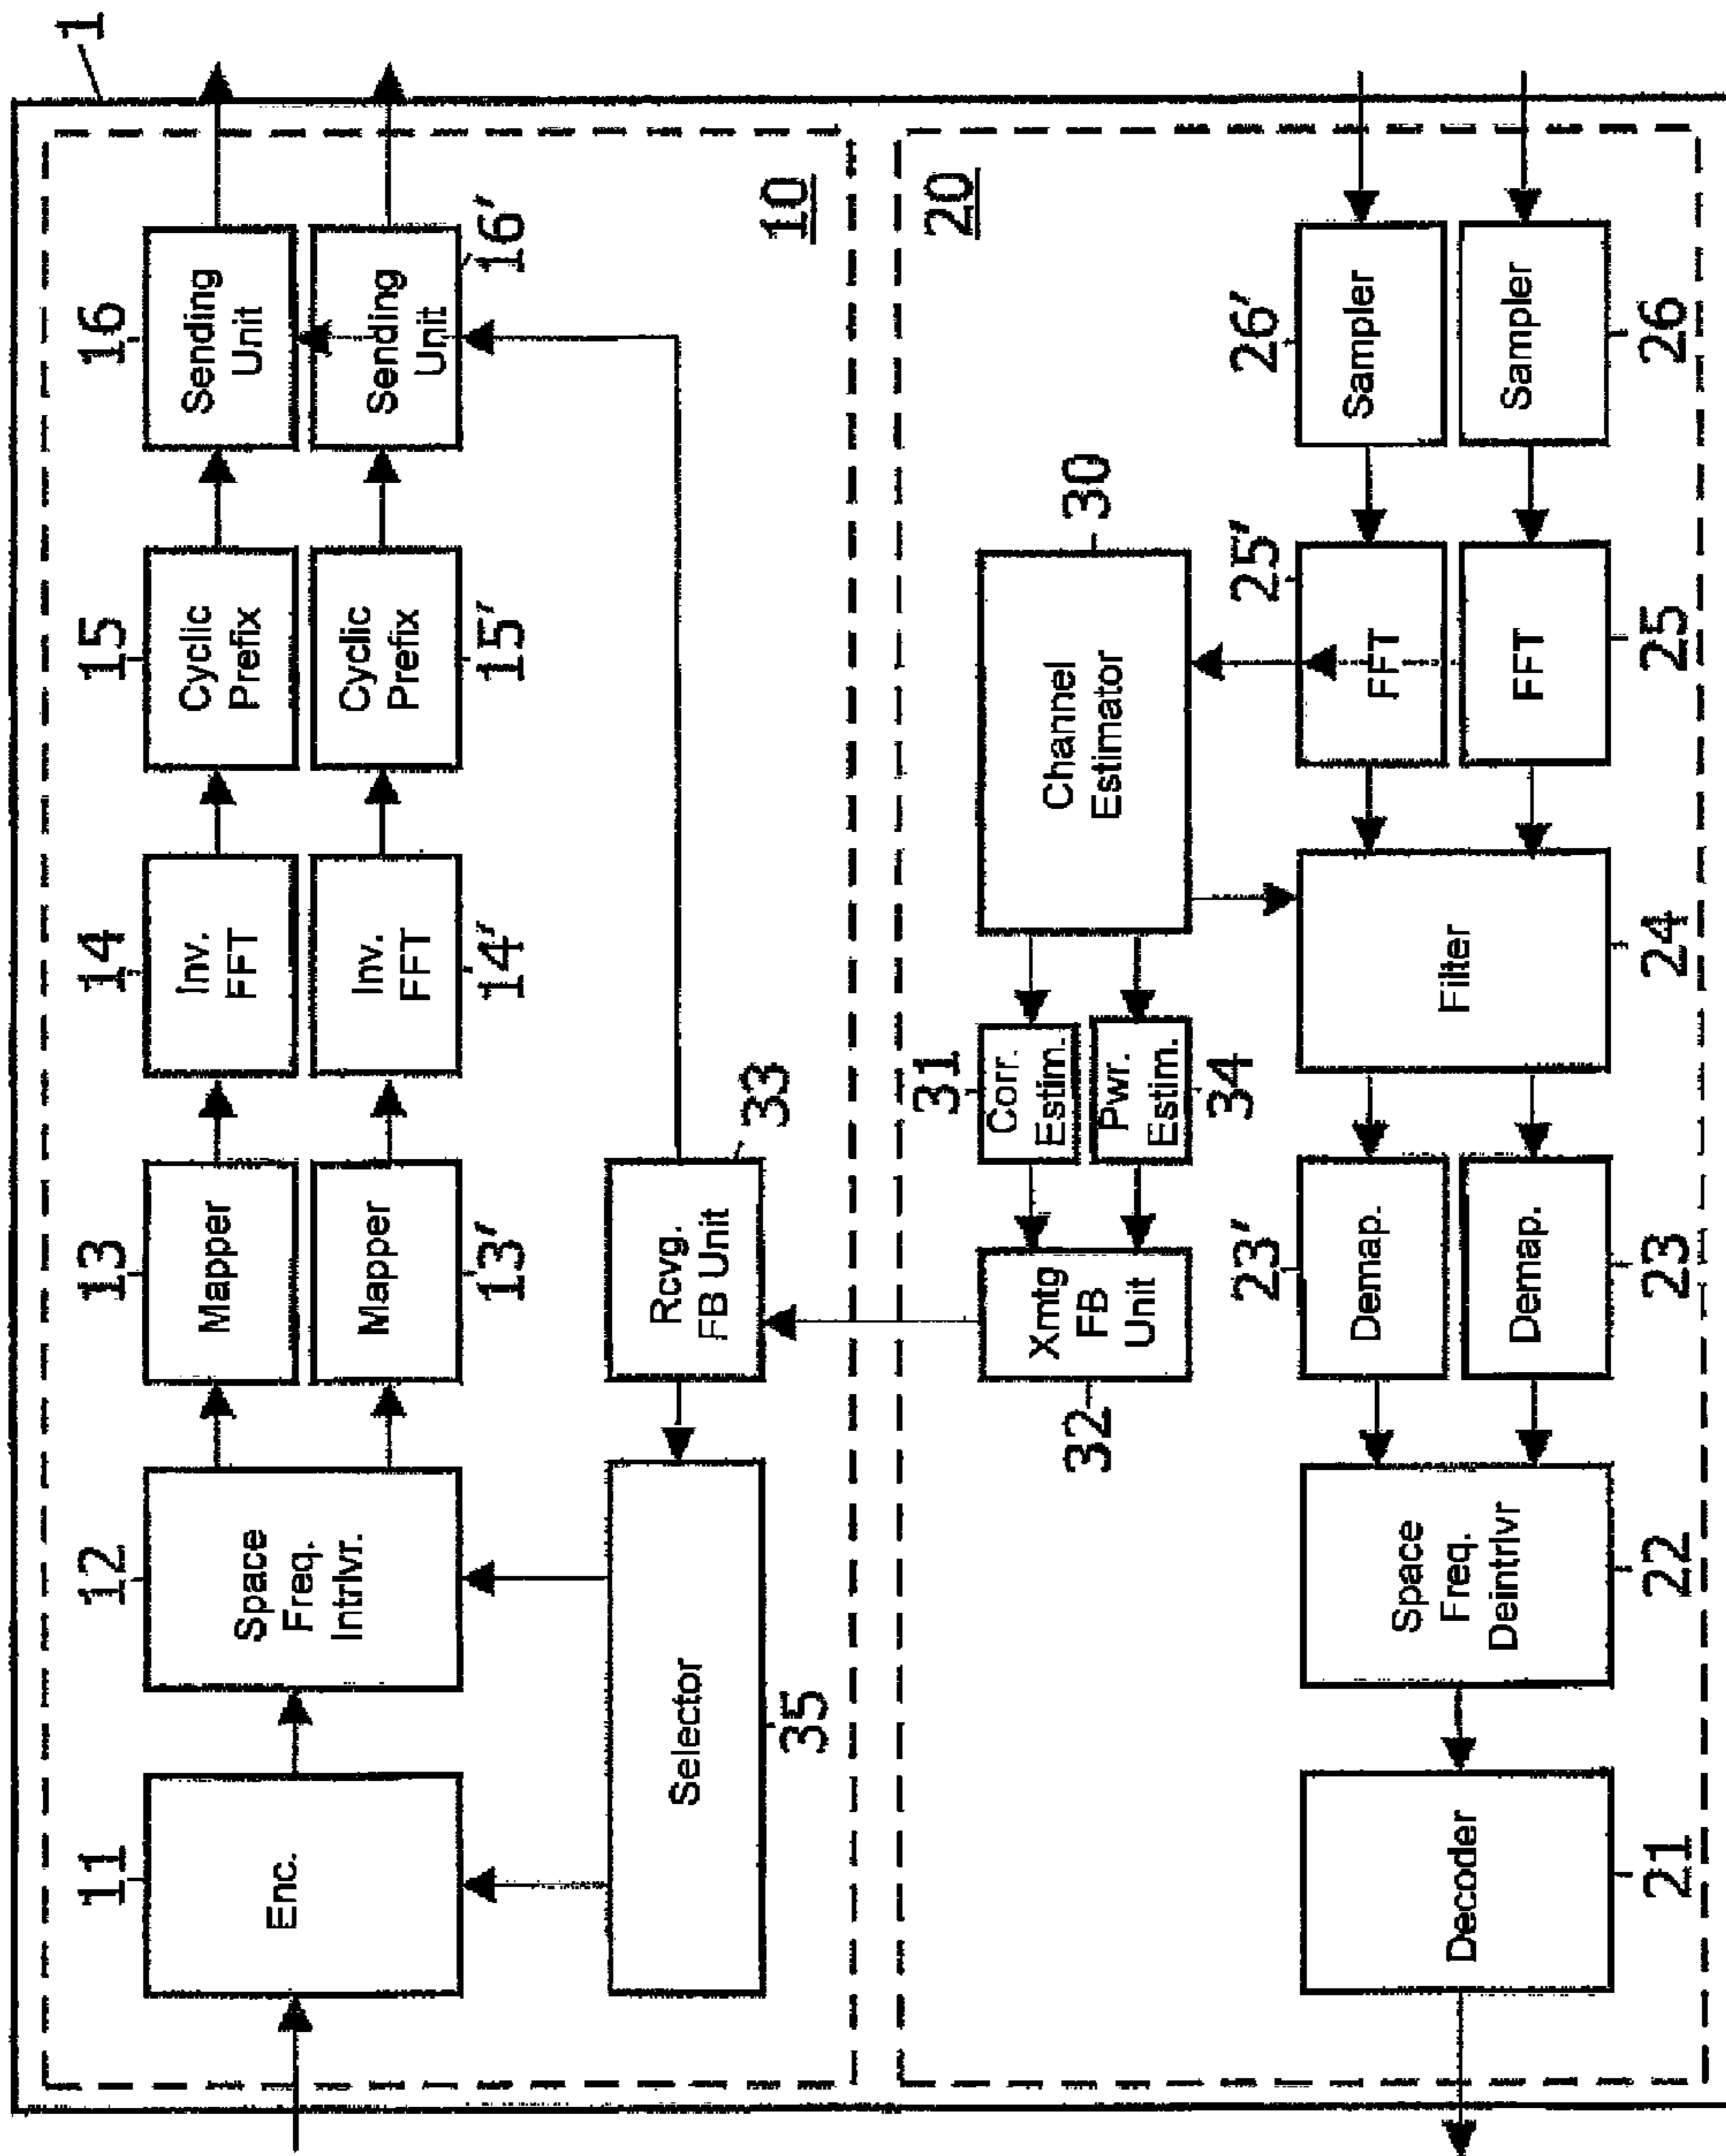 1
11
12
13
14
15
16
Enc.
Space
Freq.
Intrlvr.
Mapper
Inv.
FFT
Cyclic
Prefix
Sending
Unit
Mapper
Inv.
FFT
Cyclic
Prefix
Sending
Unit
13'
14'
15'
16'
Selector
35
Rcvg.
FB Unit
33
10
20
32
Xmtg
FB
Unit
31
Corr.
Estim.
Pwr.
Estim.
34
Channel
Estimator
30
23'
25'
26'
Decoder
Space
Freq.
Deintrlvr
Demap.
Filter
FFT
Sampler
Demap.
FFT
Sampler
21
22
23
24
25
26